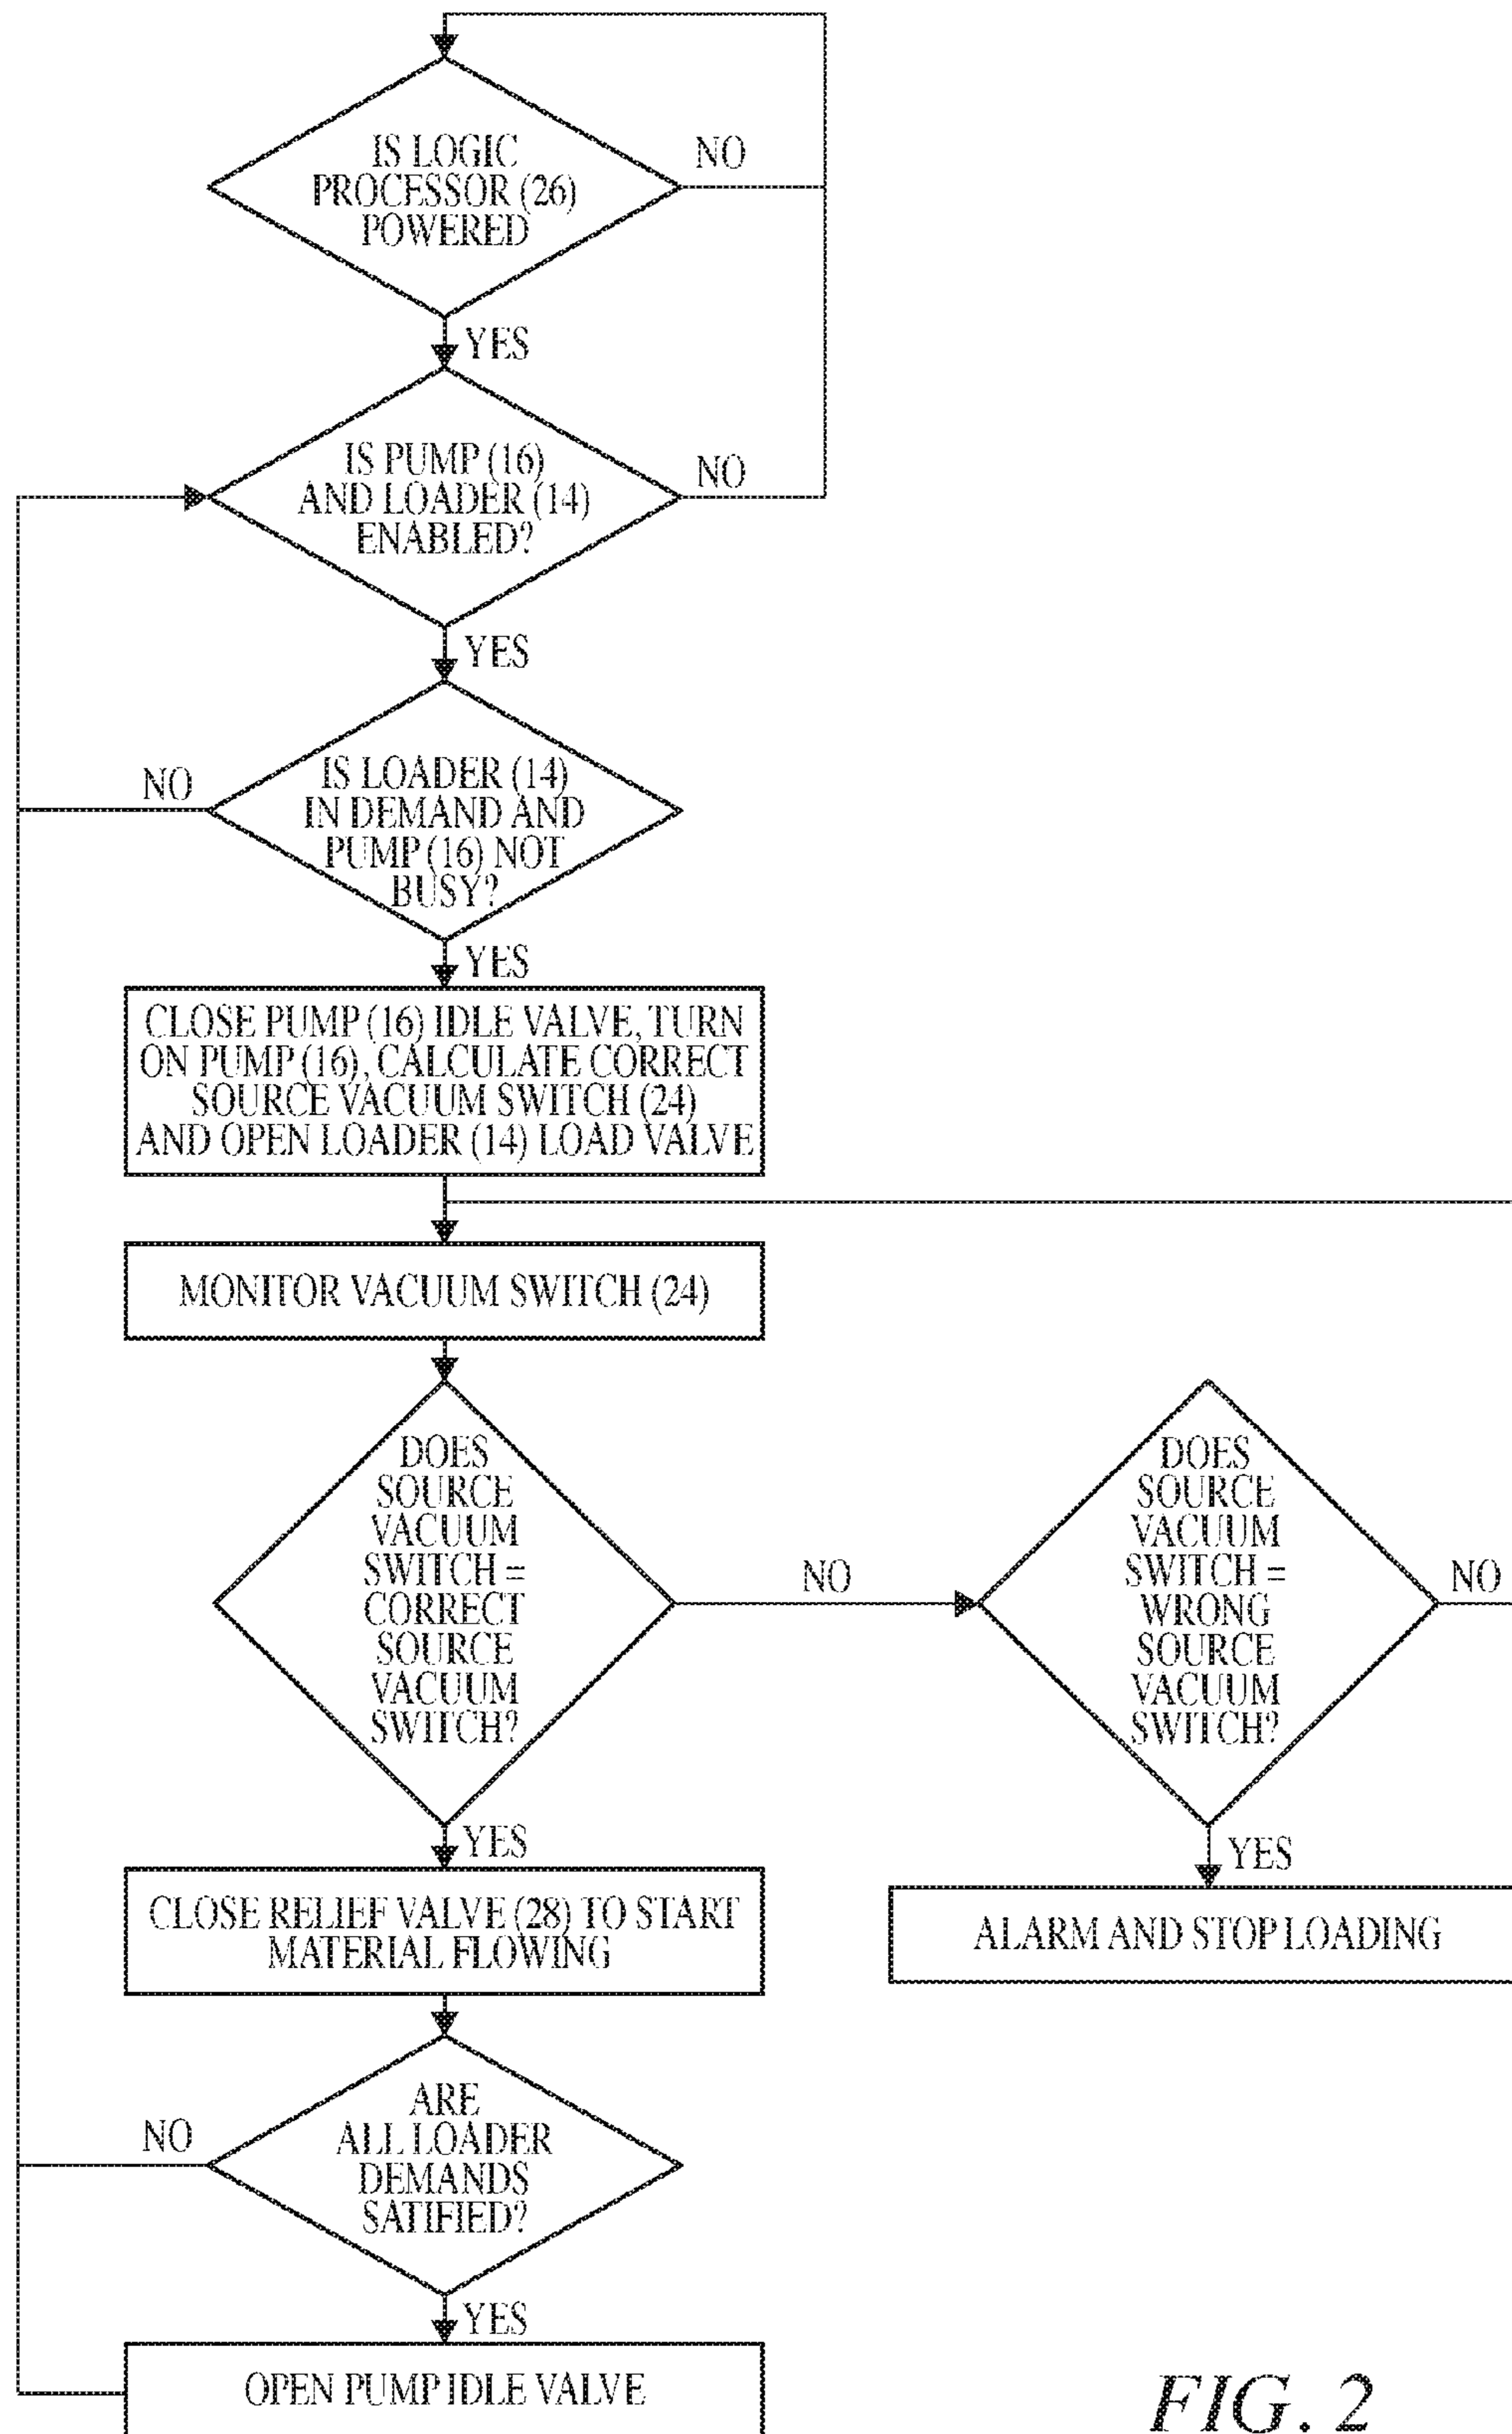 IS LOGIC
PROCESSOR (26)
POWERED
NO
YES
IS PUMP (16)
AND LOADER (14)
ENABLED?
NO
YES
IS LOADER (14)
IN DEMAND AND
PUMP (16) NOT
BUSY?
NO
YES
CLOSE PUMP (16) IDLE VALVE, TURN
ON PUMP (16), CALCULATE CORRECT
SOURCE VACUUM SWITCH (24)
AND OPEN LOADER (14) LOAD VALVE
MONITOR VACUUM SWITCH (24)
DOES
SOURCE
VACUUM
SWITCH =
CORRECT
SOURCE
VACUUM
SWITCH?
NO
DOES
SOURCE
VACUUM
SWITCH =
WRONG
SOURCE
VACUUM
SWITCH?
NO
YES
YES
CLOSE RELIEF VALVE (28) TO START
MATERIAL FLOWING
ALARM AND STOP LOADING
ARE
ALL LOADER
DEMANDS
SATIFIED?
NO
YES
OPEN PUMP IDLE VALVE
FIG. 2